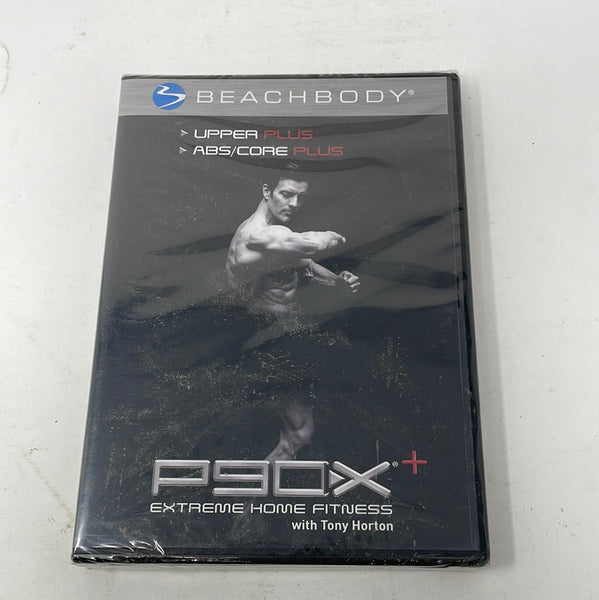 BEACHBODY®
> UPPER PLUS
> ABS/CORE PLUS
P90X®+
EXTREME HOME FITNESS
with Tony Horton